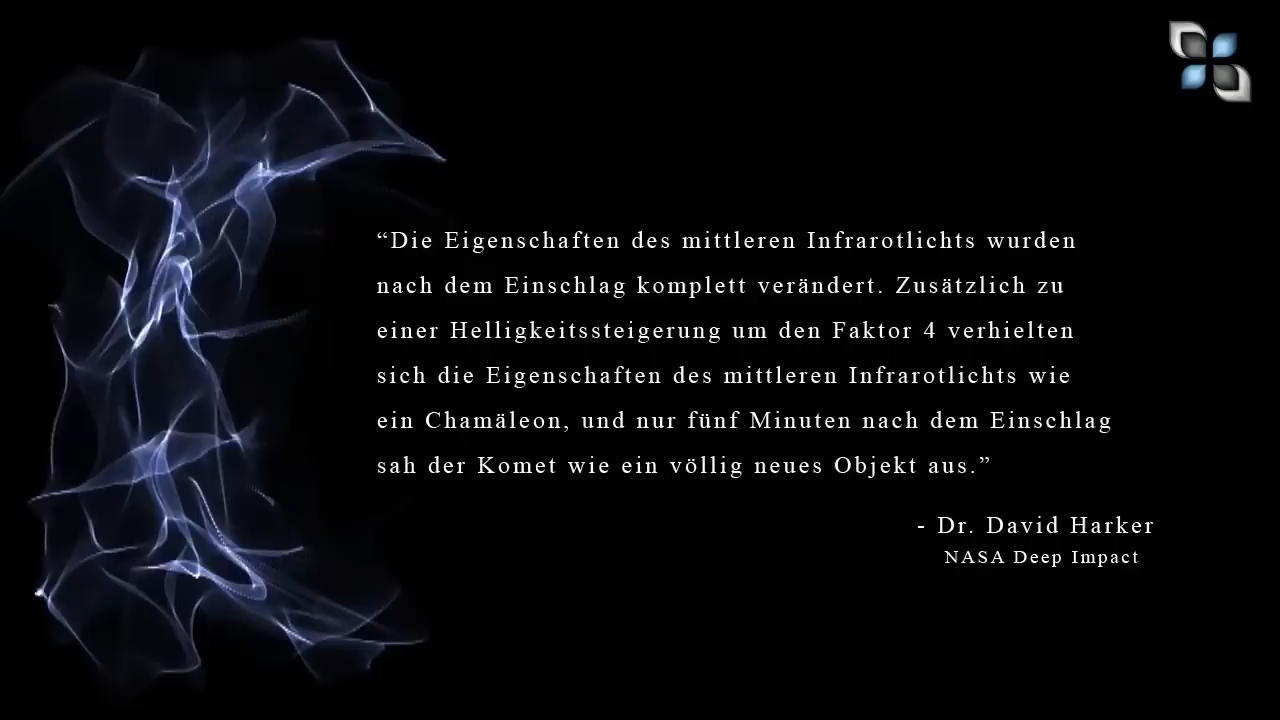 “Die Eigenschaften des mittleren Infrarotlichts wurden
nach dem Einschlag komplett verändert. Zusätzlich zu
einer Helligkeitssteigerung um den Faktor 4 verhielten
sich die Eigenschaften des mittleren Infrarotlichts wie
ein Chamäleon, und nur fünf Minuten nach dem Einschlag
sah der Komet wie ein völlig neues Objekt aus.”
- Dr. David Harker
NASA Deep Impact